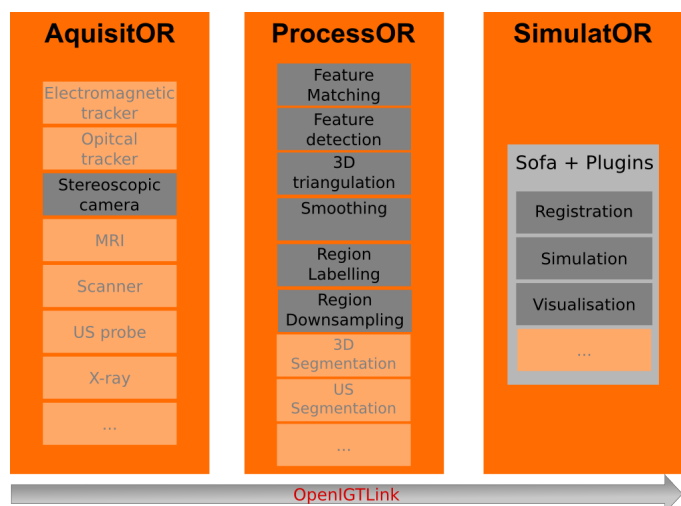 AquisitOR
Electromagnetic
tracker
Opitcal
tracker
Stereoscopic
camera
MRI
Scanner
US probe
X-ray
...
ProcessOR
Feature
Matching
Feature
detection
3D
triangulation
Smoothing
Region
Labelling
Region
Downsampling
3D
Segmentation
US
Segmentation
...
SimulatOR
Sofa + Plugins
Registration
Simulation
Visualisation
...
OpenIGTLink